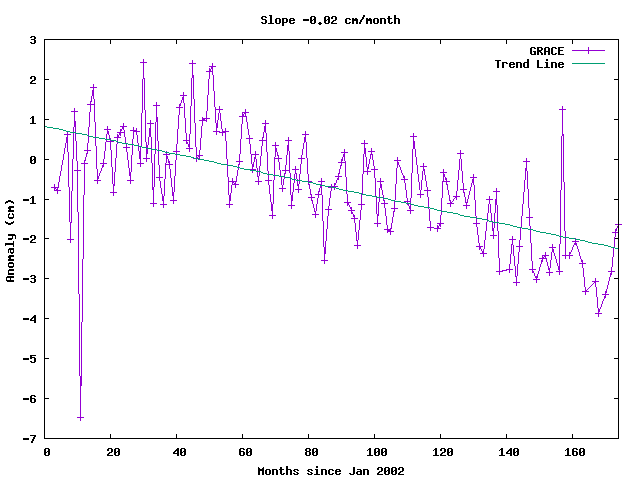 Slope -0.02 cm/month
GRACE
Trend Line
3
2
1
0
-1
-2
-3
-4
-5
-6
-7
Anomaly (cm)
0 20 40 60 80 100 120 140 160
Months since Jan 2002